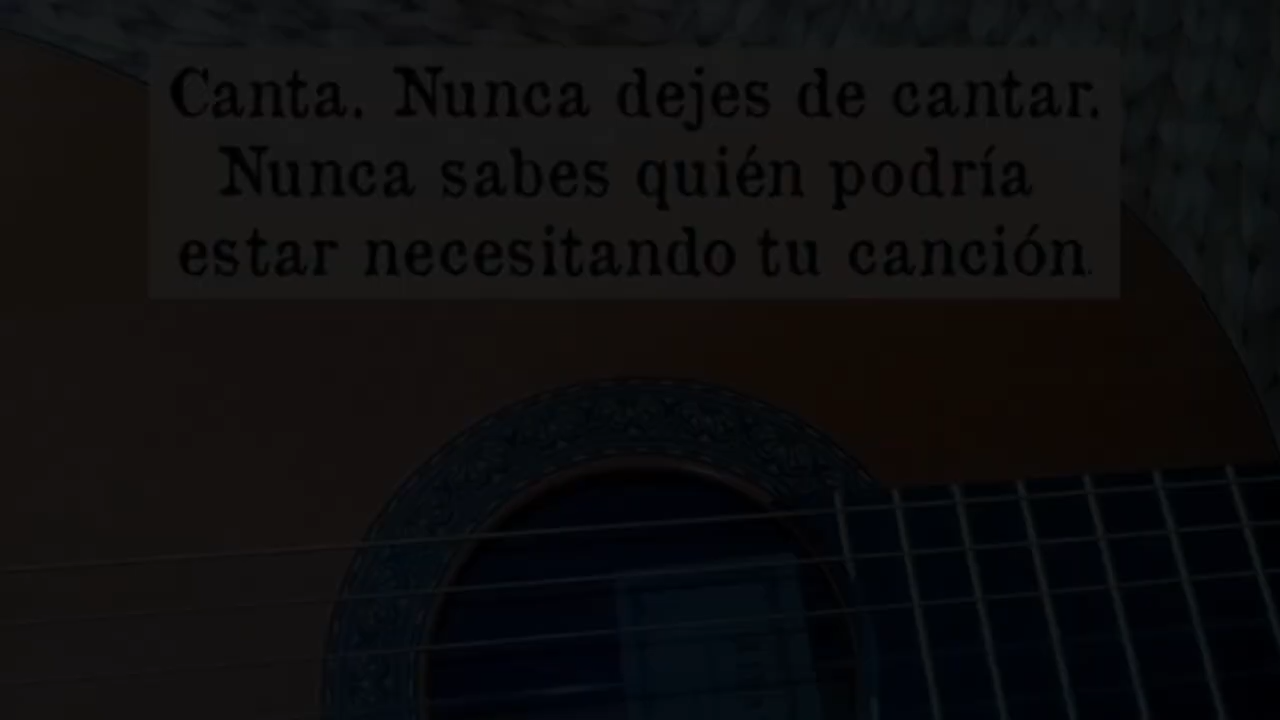 Canta. Nunca dejes de cantar.
Nunca sabes quién podría
estar necesitando tu canción.